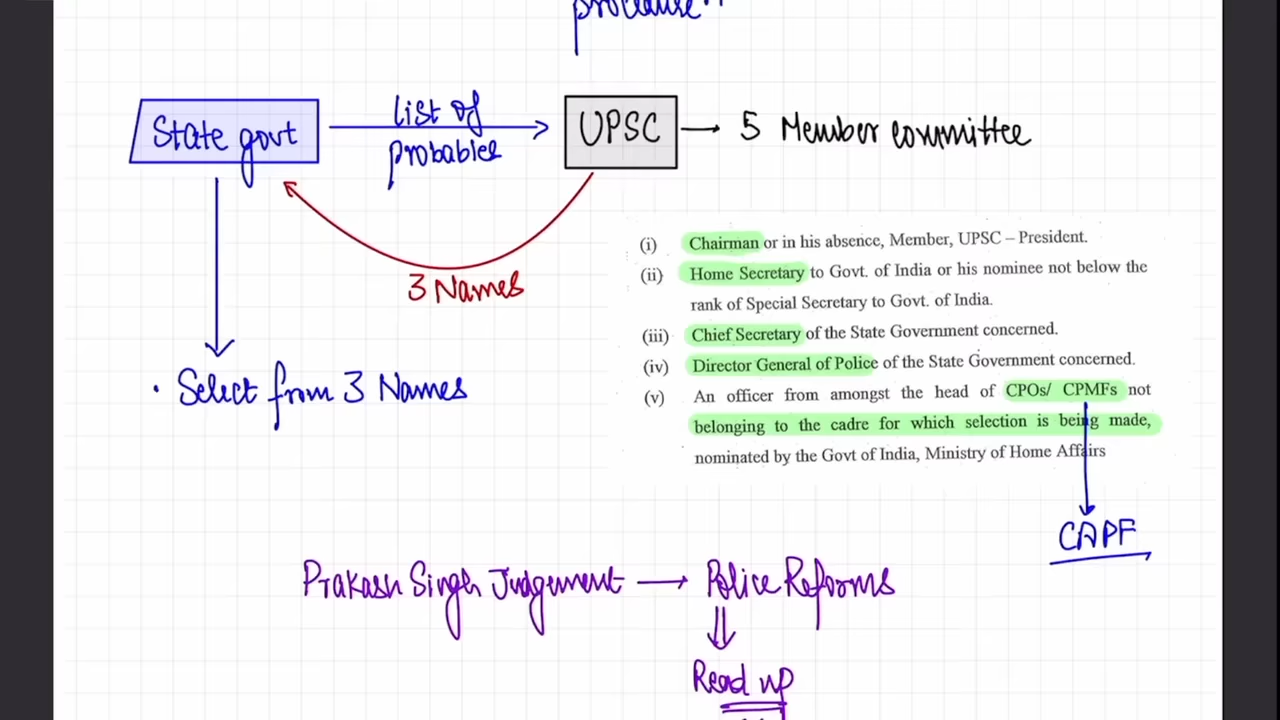 procedure
State govt
list of
probables
UPSC
5 Member committee
3 Names
(i) Chairman or in his absence, Member, UPSC – President.
(ii) Home Secretary to Govt. of India or his nominee not below the
rank of Special Secretary to Govt. of India.
(iii) Chief Secretary of the State Government concerned.
(iv) Director General of Police of the State Government concerned.
(v) An officer from amongst the head of CPOs/ CPMFs not
belonging to the cadre for which selection is being made,
nominated by the Govt of India, Ministry of Home Affairs
· Select from 3 Names
CAPF
Prakash Singh Judgement
Police Reforms
Read up